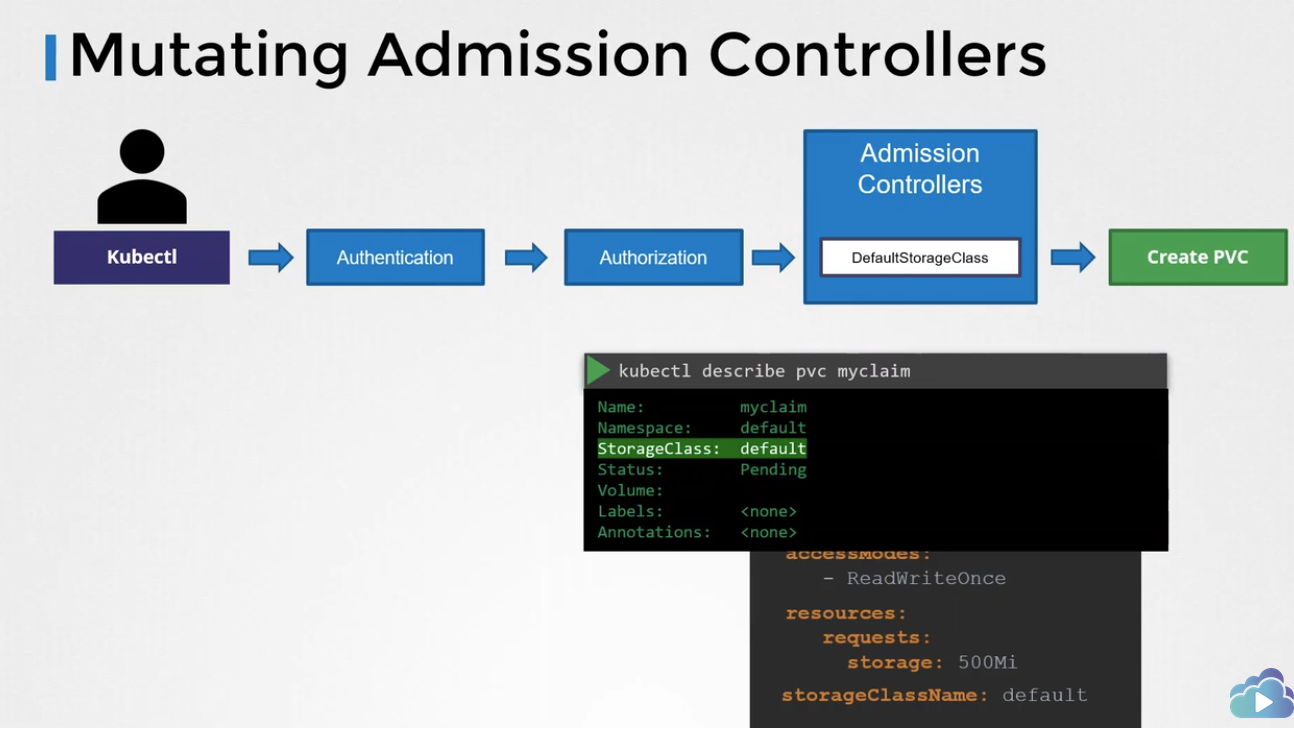 Mutating Admission Controllers
Kubectl
Authentication
Authorization
Admission
Controllers
DefaultStorageClass
Create PVC
kubectl describe pvc myclaim
Name: myclaim
Namespace: default
StorageClass: default
Status: Pending
Volume:
Labels: <none>
Annotations: <none>
accessModes:
- ReadWriteOnce
resources:
requests:
storage: 500Mi
storageClassName: default